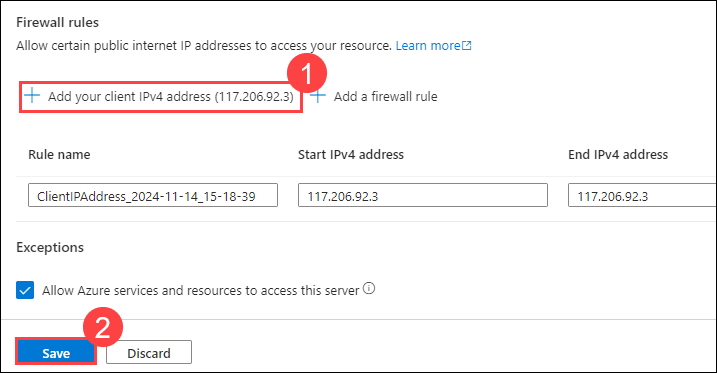 Firewall rules
Allow certain public internet IP addresses to access your resource. Learn more
1
Add your client IPv4 address (117.206.92.3) Add a firewall rule
Rule name Start IPv4 address End IPv4 address
ClientIPAddress_2024-11-14_15-18-39 117.206.92.3 117.206.92.3
Exceptions
Allow Azure services and resources to access this server
2
Save Discard